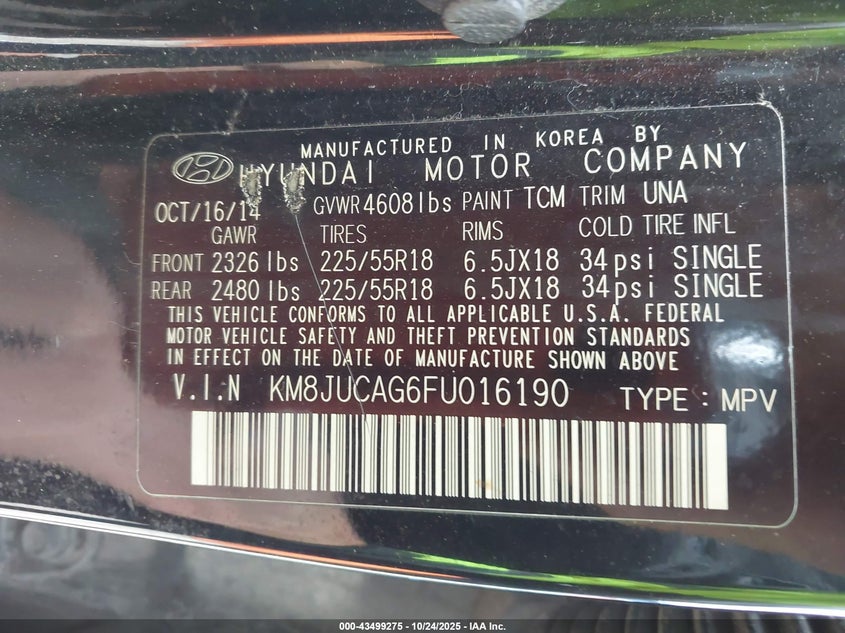 MANUFACTURED IN KOREA BY
HYUNDAI MOTOR COMPANY
OCT/16/14 GVWR 4608 lbs PAINT TCM TRIM UNA
GAWR TIRES RIMS COLD TIRE INFL
FRONT 2326 lbs 225/55R18 6.5JX18 34 psi SINGLE
REAR 2480 lbs 225/55R18 6.5JX18 34 psi SINGLE
THIS VEHICLE CONFORMS TO ALL APPLICABLE U.S.A. FEDERAL
MOTOR VEHICLE SAFETY AND THEFT PREVENTION STANDARDS
IN EFFECT ON THE DATE OF MANUFACTURE SHOWN ABOVE
V.I.N KM8JUCAG6FU016190 TYPE : MPV
000-43499275 - 10/24/2025 - IAA Inc.